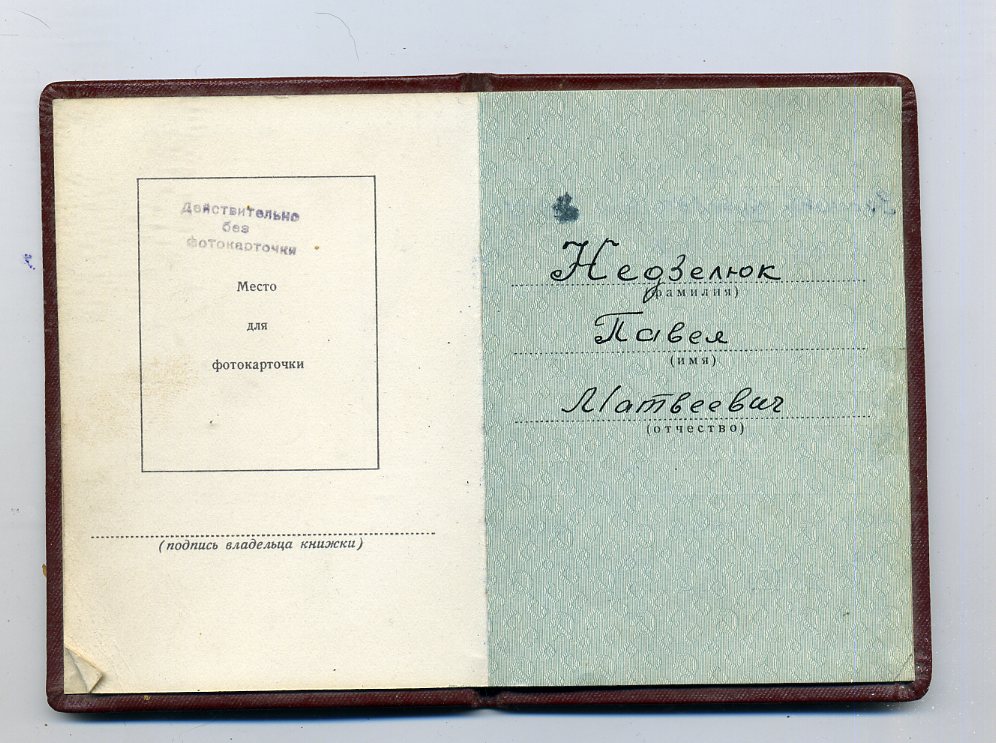 Действительно
без
фотокарточки
Место
для
фотокарточки
(подпись владельца книжки)
Недзелюк
(фамилия)
Павел
(имя)
Матвеевич
(отчество)